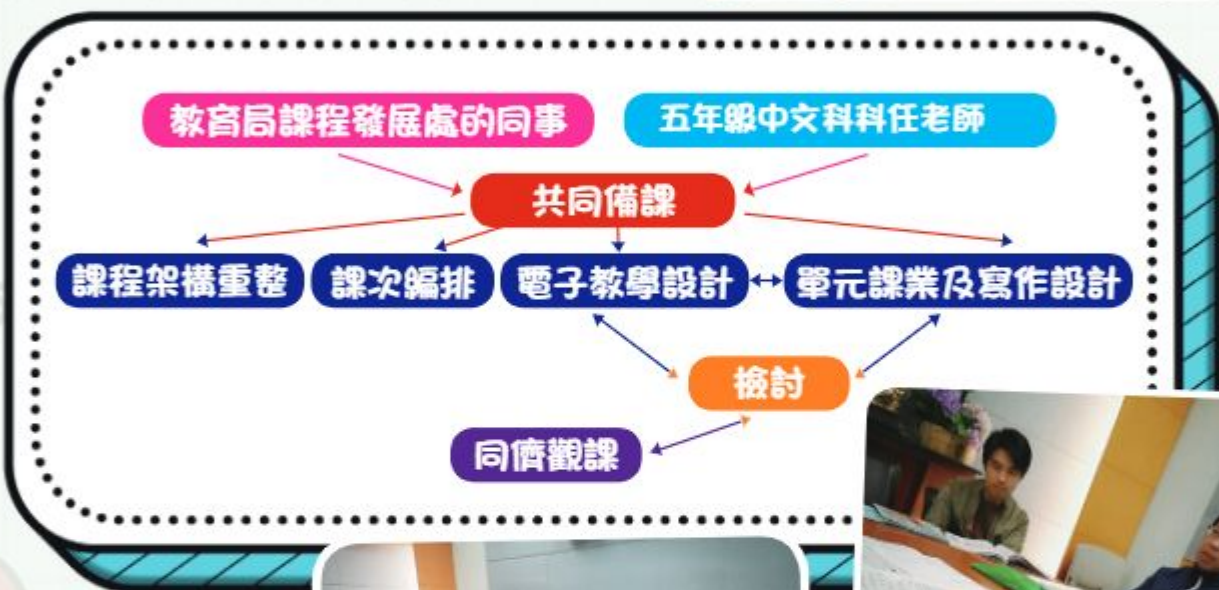 教育局課程發展處的同事
五年級中文科科任老師
共同備課
課程架構重整
課次編排
電子教學設計
單元課業及寫作設計
檢討
同儕觀課